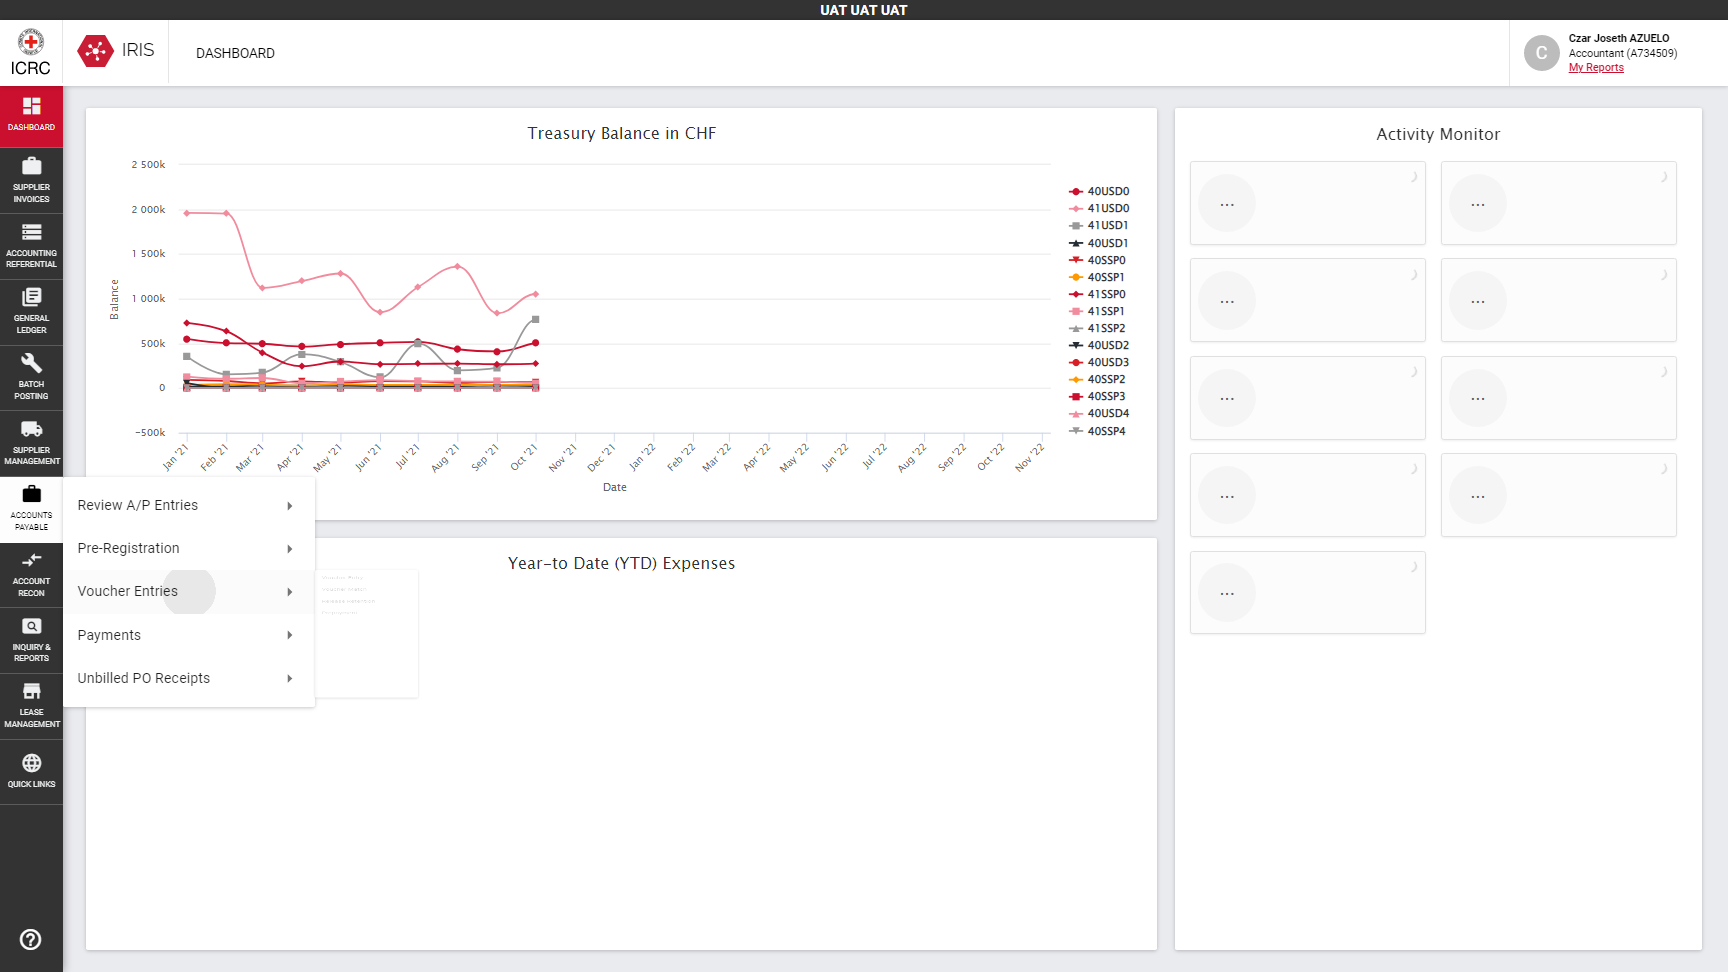 UAT UAT UAT
ICRC
IRIS
DASHBOARD
C
Czar Joseth AZUELO
Accountant (A734509)
My Reports
DASHBOARD
SUPPLIER
INVOICES
ACCOUNTING
REFERENTIAL
GENERAL
LEDGER
BATCH
POSTING
SUPPLIER
MANAGEMENT
ACCOUNTS
PAYABLE
ACCOUNT
RECON
INQUIRY &
REPORTS
LEASE
MANAGEMENT
QUICK LINKS
Review A/P Entries
Pre-Registration
Voucher Entries
Payments
Unbilled PO Receipts
Treasury Balance in CHF
Balance
2 500k
2 000k
1 500k
1 000k
500k
0
-500k
Jan '21
Feb '21
Mar '21
Apr '21
May '21
Jun '21
Jul '21
Aug '21
Sep '21
Oct '21
Nov '21
Dec '21
Jan '22
Feb '22
Mar '22
Apr '22
May '22
Jun '22
Jul '22
Aug '22
Sep '22
Oct '22
Nov '22
Date
40USD0
41USD0
41USD1
40USD1
40SSP0
40SSP1
41SSP0
41SSP1
41SSP2
40USD2
40USD3
40SSP2
40SSP3
40USD4
40SSP4
Year-to Date (YTD) Expenses
Activity Monitor
...
...
...
...
...
...
...
...
...